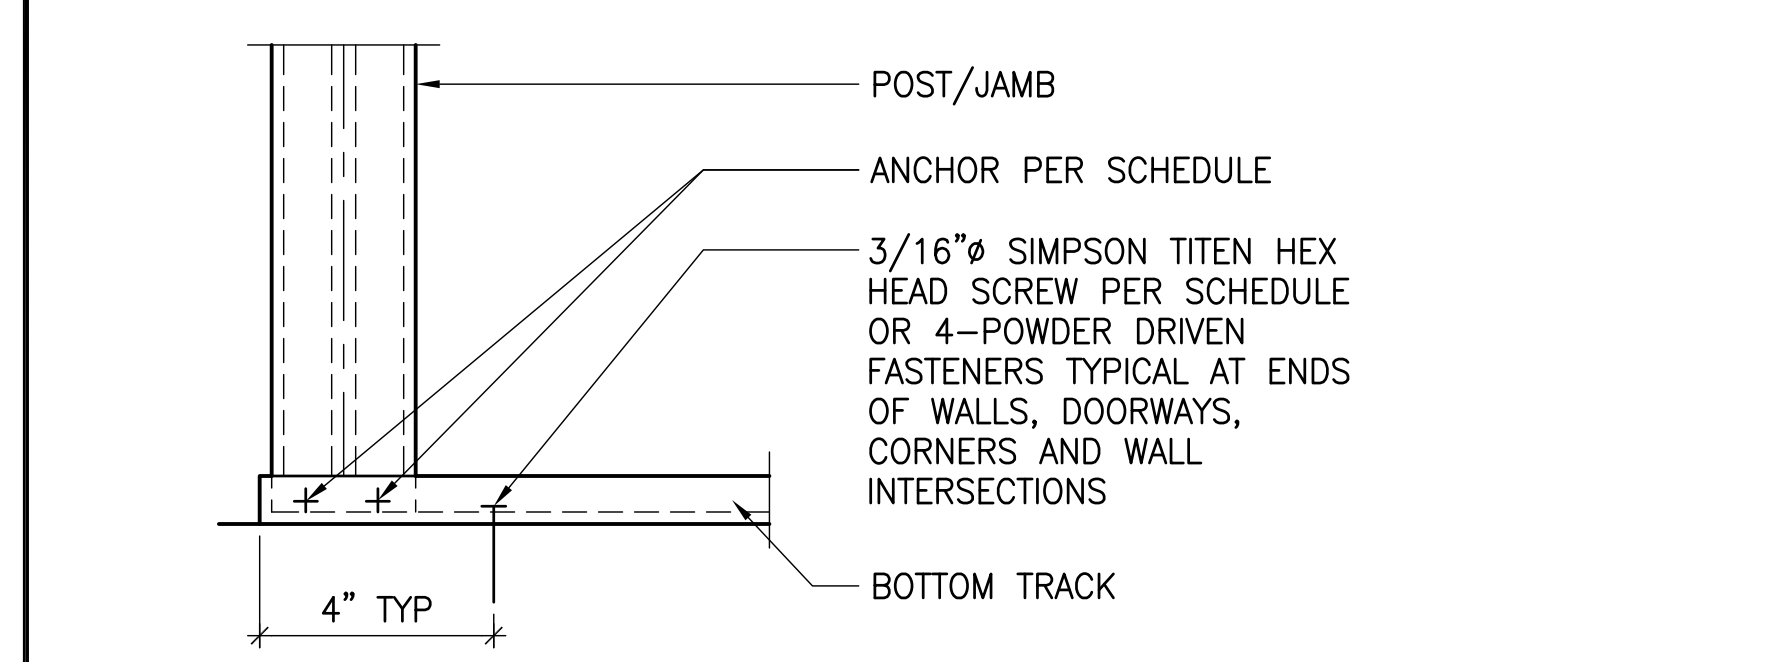 POST/JAMB
ANCHOR PER SCHEDULE
3/16"ø SIMPSON TITEN HEX
HEAD SCREW PER SCHEDULE
OR 4-POWDER DRIVEN
FASTENERS TYPICAL AT ENDS
OF WALLS, DOORWAYS,
CORNERS AND WALL
INTERSECTIONS
BOTTOM TRACK
4" TYP